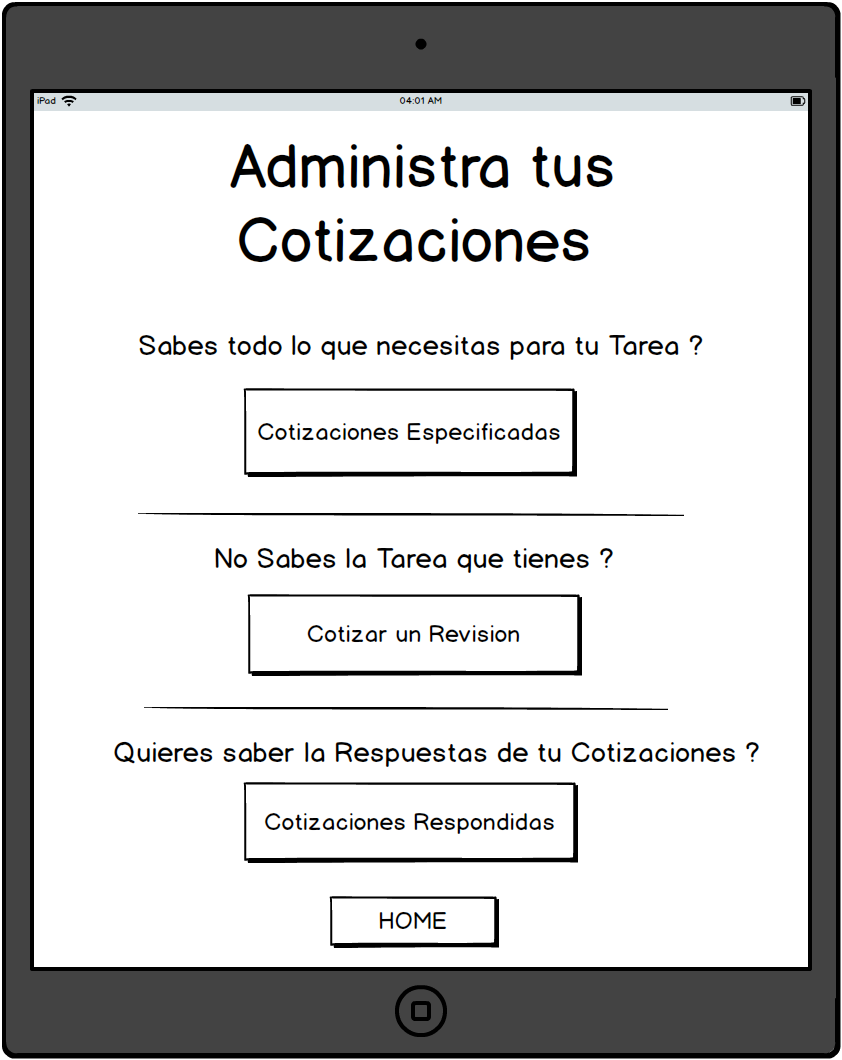 iPad 04:01 AM
Administra tus
Cotizaciones
Sabes todo lo que necesitas para tu Tarea ?
Cotizaciones Especificadas
No Sabes la Tarea que tienes ?
Cotizar un Revision
Quieres saber la Respuestas de tu Cotizaciones ?
Cotizaciones Respondidas
HOME